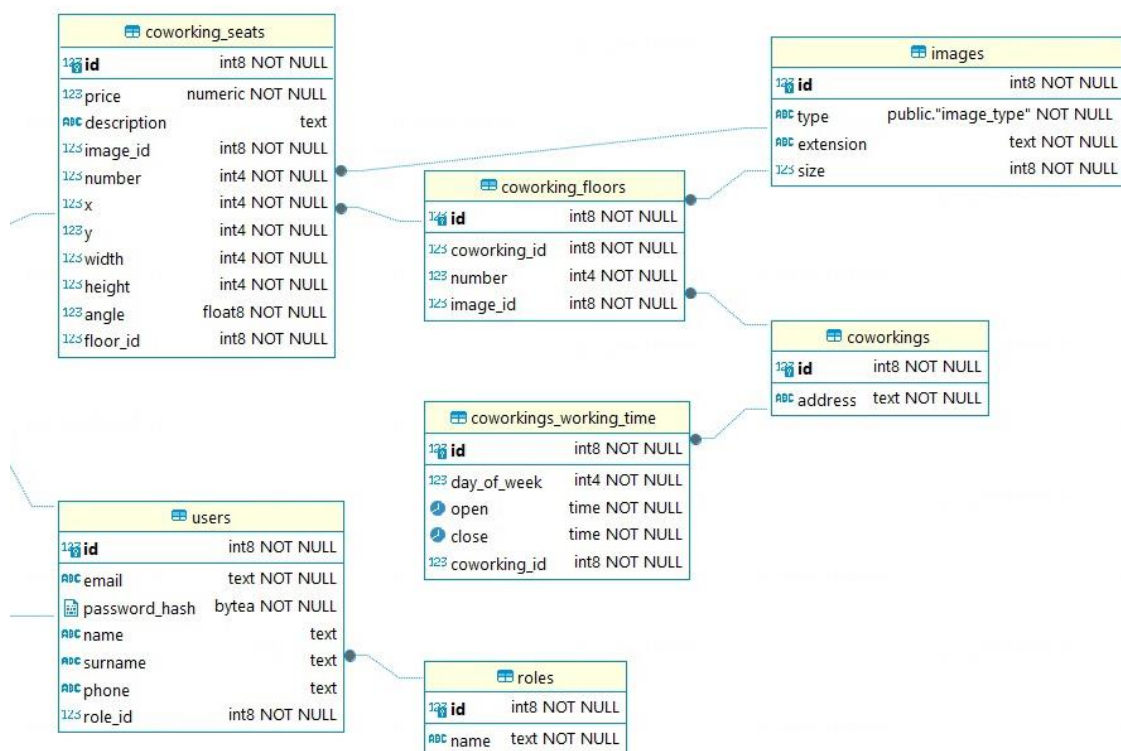 coworking_seats
id int8 NOT NULL
price numeric NOT NULL
description text
image_id int8 NOT NULL
number int4 NOT NULL
x int4 NOT NULL
y int4 NOT NULL
width int4 NOT NULL
height int4 NOT NULL
angle float8 NOT NULL
floor_id int8 NOT NULL
images
id int8 NOT NULL
type public."image_type" NOT NULL
extension text NOT NULL
size int8 NOT NULL
coworking_floors
id int8 NOT NULL
coworking_id int8 NOT NULL
number int4 NOT NULL
image_id int8 NOT NULL
coworkings
id int8 NOT NULL
address text NOT NULL
coworkings_working_time
id int8 NOT NULL
day_of_week int4 NOT NULL
open time NOT NULL
close time NOT NULL
coworking_id int8 NOT NULL
users
id int8 NOT NULL
email text NOT NULL
password_hash bytea NOT NULL
name text
surname text
phone text
role_id int8 NOT NULL
roles
id int8 NOT NULL
name text NOT NULL